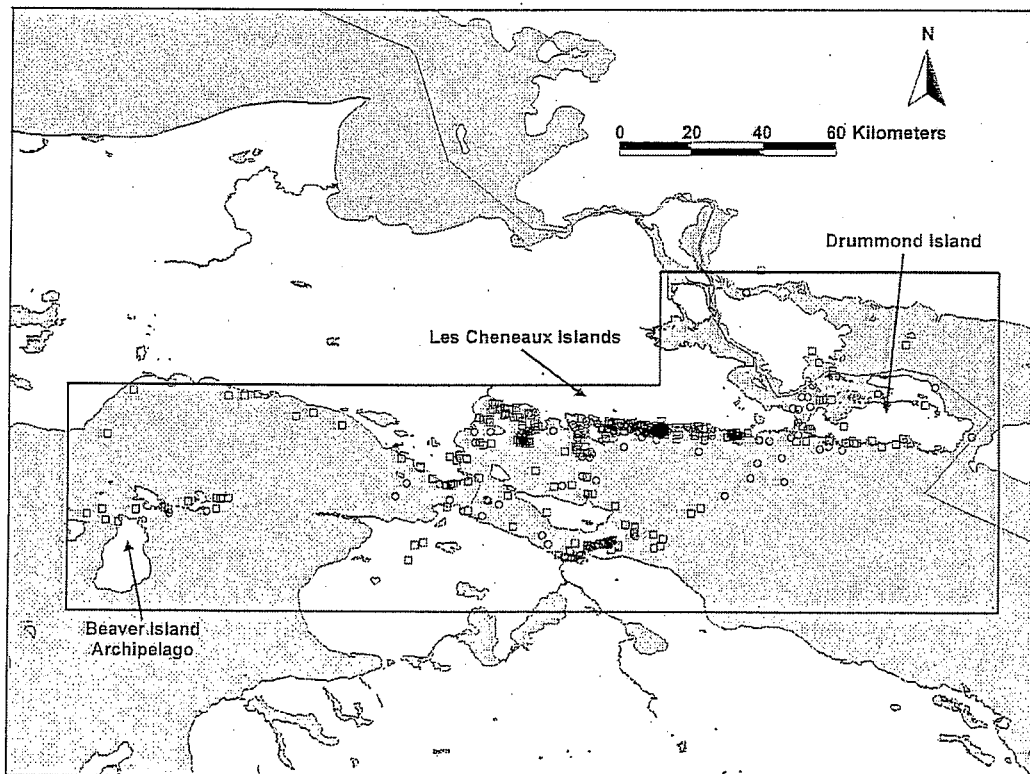 N
0 20 40 60 Kilometers
Drummond Island
Les Cheneaux Islands
Beaver Island
Archipelago